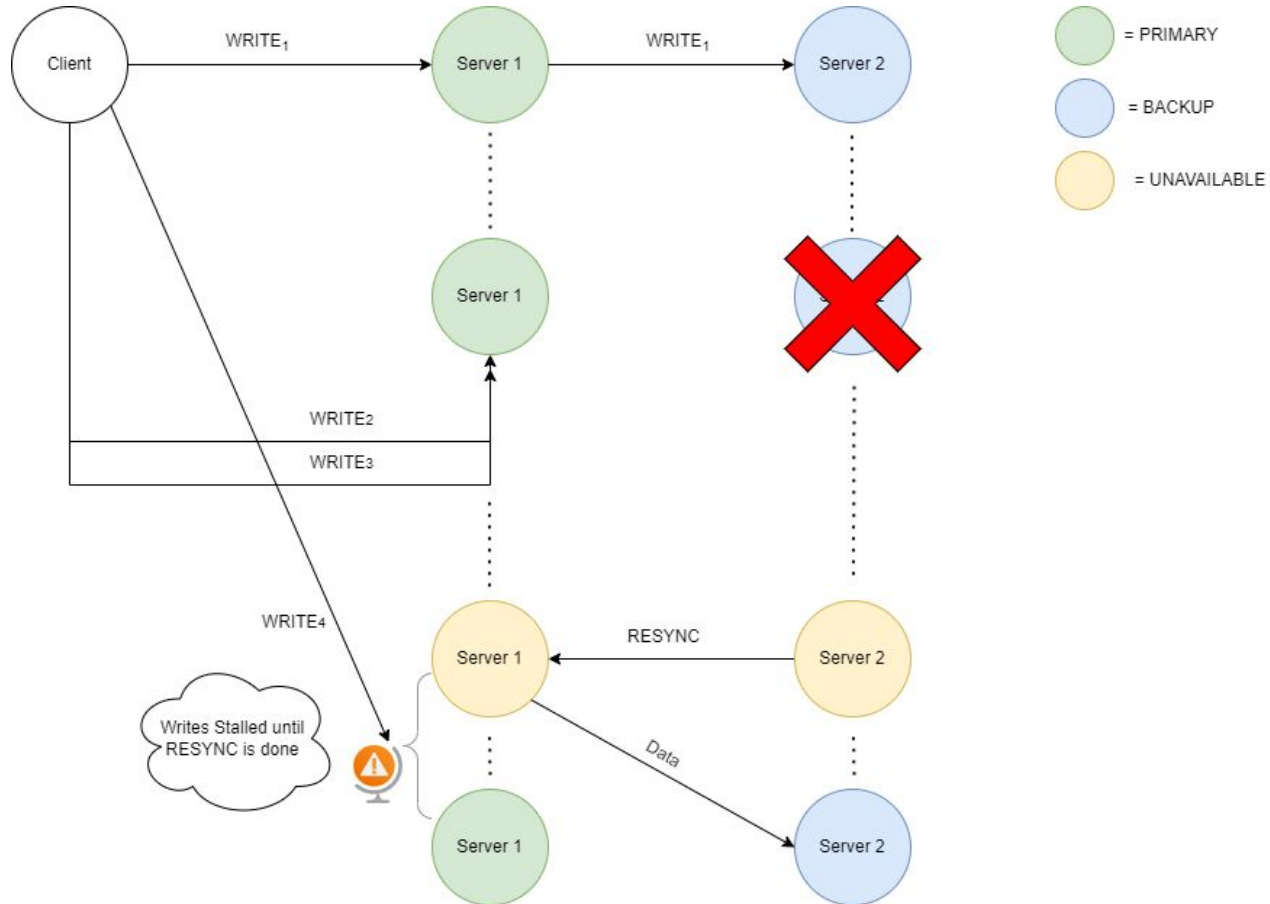 Client
WRITE₁
Server 1
WRITE₁
Server 2
= PRIMARY
= BACKUP
= UNAVAILABLE
Server 1
WRITE2
WRITE3
WRITE4
Server 1
RESYNC
Server 2
Writes Stalled until
RESYNC is done
Data
Server 1
Server 2